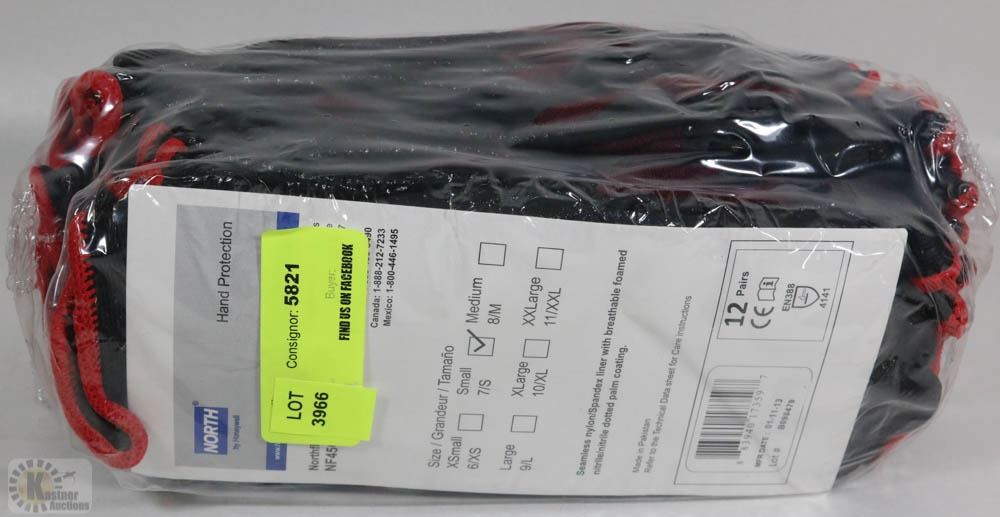 Hand Protection
NORTH®
by Honeywell
LOT
3966
Consignor: 5821
Buyer:
FIND US ON FACEBOOK
NF45
Canada: 1-888-212-7233
Mexico: 1-800-446-1495
Size / Grandeur / Tamaño
XSmall
6/XS
Small
7/S
Medium
8/M
Large
9/L
XLarge
10/XL
XXLarge
11/XXL
Seamless nylon/Spandex liner with breathable foamed
nitrile/nitrile dotted palm coating.
Made in Pakistan
Refer to the Technical Data sheet for Care Instructions
12 Pairs
CE
EN388
4141
MFR DATE 01-11-13
Kastner
Auctions